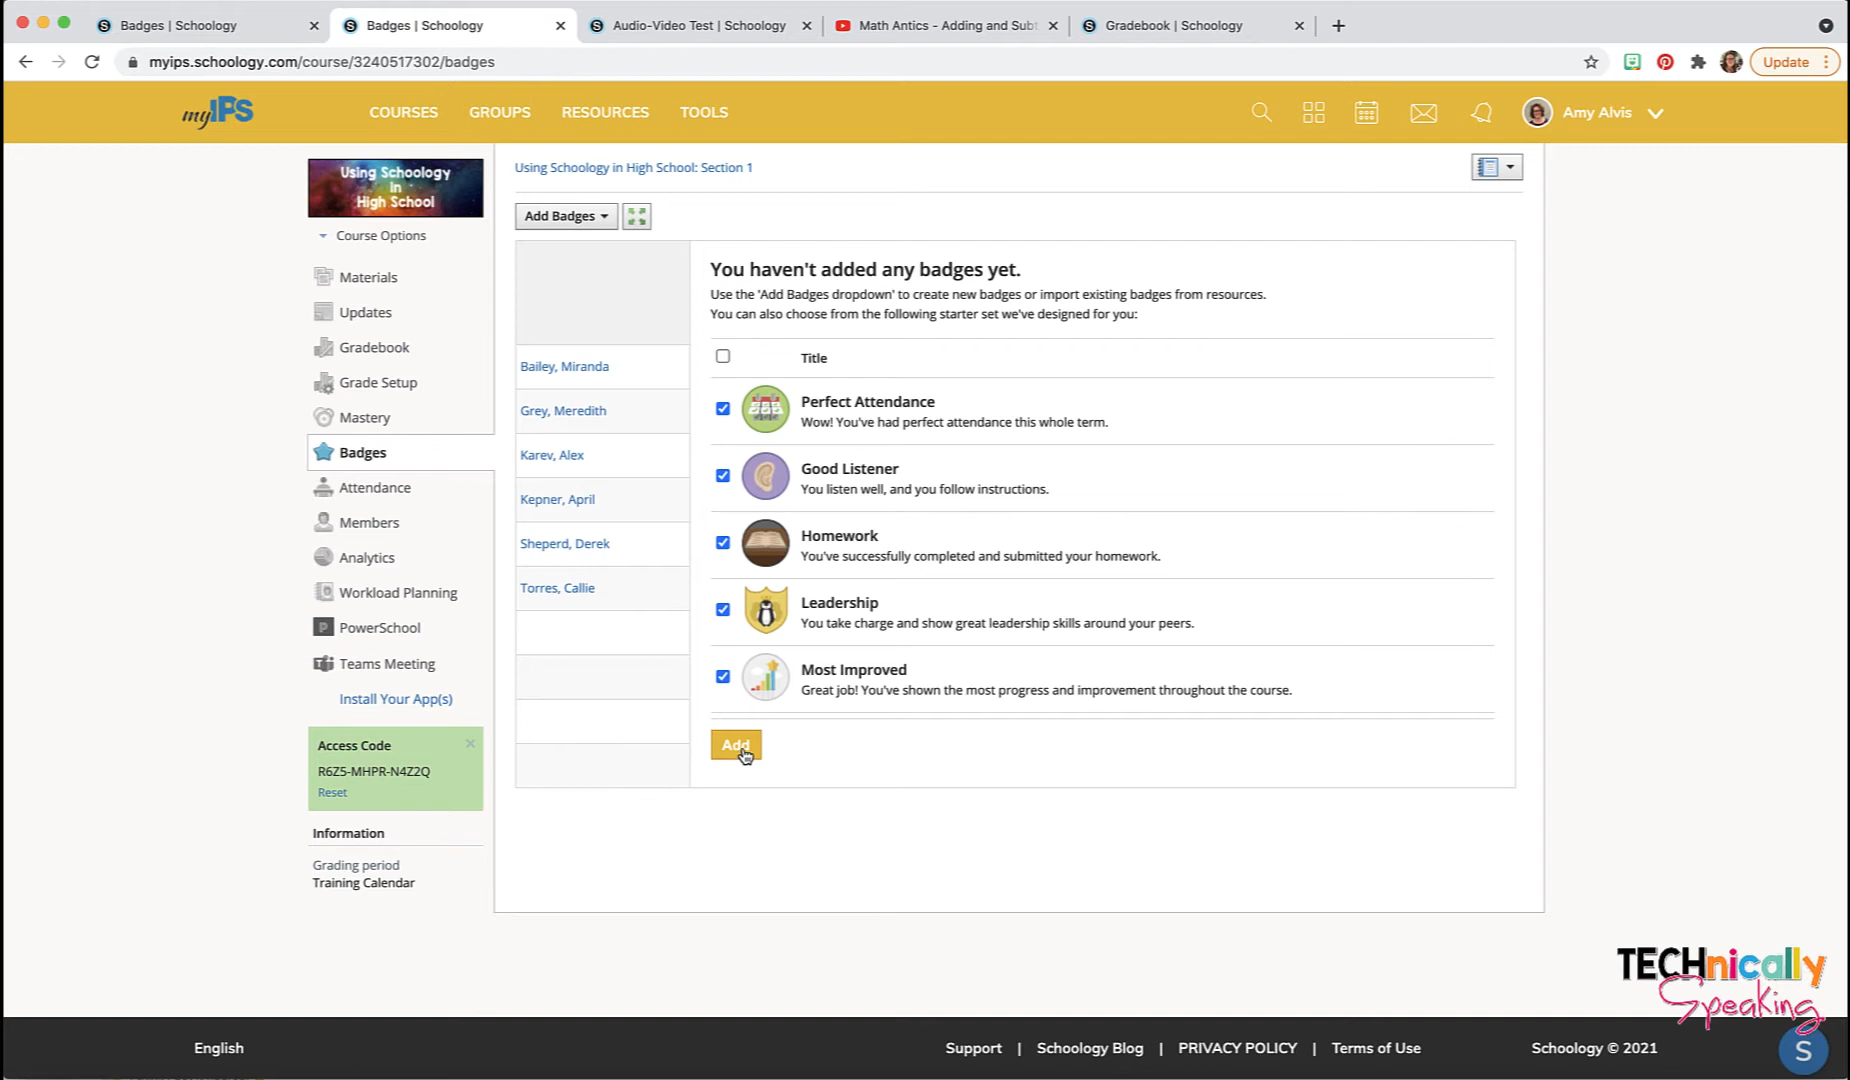 Badges | Schoology
Badges | Schoology
Audio-Video Test | Schoology
Math Antics - Adding and Subt
Gradebook | Schoology
myips.schoology.com/course/3240517302/badges
Update
myIPS
COURSES
GROUPS
RESOURCES
TOOLS
Amy Alvis
Using Schoology
in
High School
Course Options
Materials
Updates
Gradebook
Grade Setup
Mastery
Badges
Attendance
Members
Analytics
Workload Planning
P PowerSchool
Teams Meeting
Install Your App(s)
Access Code
R6Z5-MHPR-N4Z2Q
Reset
Information
Grading period
Training Calendar
Using Schoology in High School: Section 1
Add Badges
Bailey, Miranda
Grey, Meredith
Karev, Alex
Kepner, April
Sheperd, Derek
Torres, Callie
You haven't added any badges yet.
Use the 'Add Badges dropdown' to create new badges or import existing badges from resources.
You can also choose from the following starter set we've designed for you:
Title
Perfect Attendance
Wow! You've had perfect attendance this whole term.
Good Listener
You listen well, and you follow instructions.
Homework
You've successfully completed and submitted your homework.
Leadership
You take charge and show great leadership skills around your peers.
Most Improved
Great job! You've shown the most progress and improvement throughout the course.
Add
TECHnically
Speaking
English
Support | Schoology Blog | PRIVACY POLICY | Terms of Use
Schoology © 2021
S